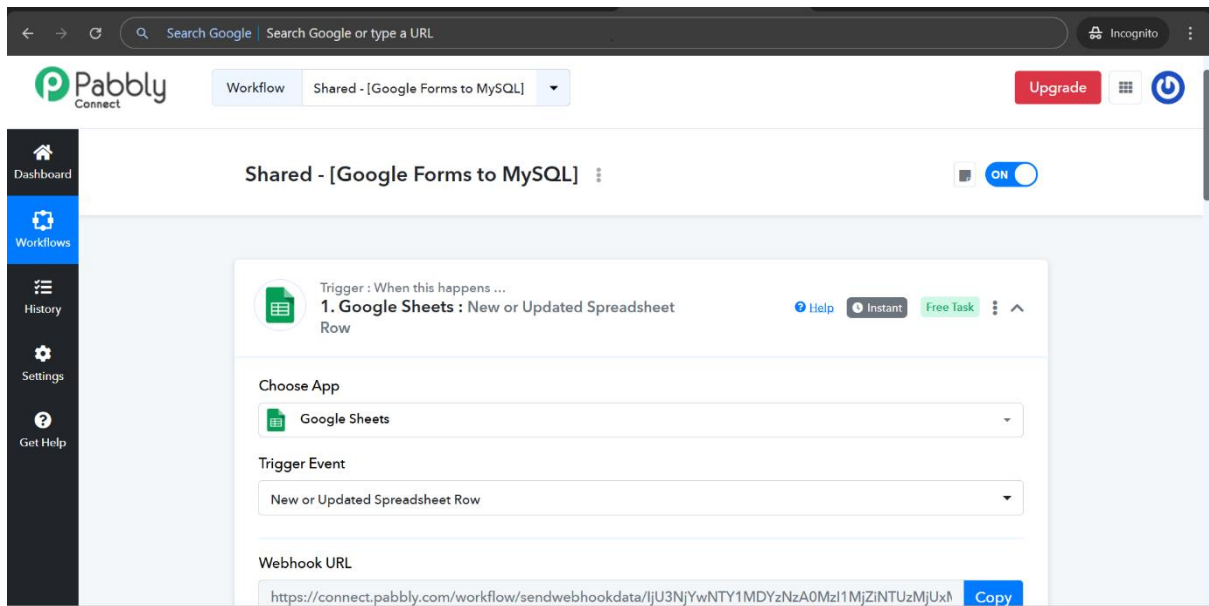 Search Google Search Google or type a URL
Incognito
Pabbly
Connect
Workflow Shared - [Google Forms to MySQL]
Upgrade
Dashboard
Workflows
History
Settings
Get Help
Shared - [Google Forms to MySQL]
ON
Trigger : When this happens ...
1. Google Sheets : New or Updated Spreadsheet
Row
Help Instant Free Task
Choose App
Google Sheets
Trigger Event
New or Updated Spreadsheet Row
Webhook URL
https://connect.pabbly.com/workflow/sendwebhookdata/IjU3NjYwNTY1MDYzNzA0MzI1MjZiNTUzMjUxM
Copy